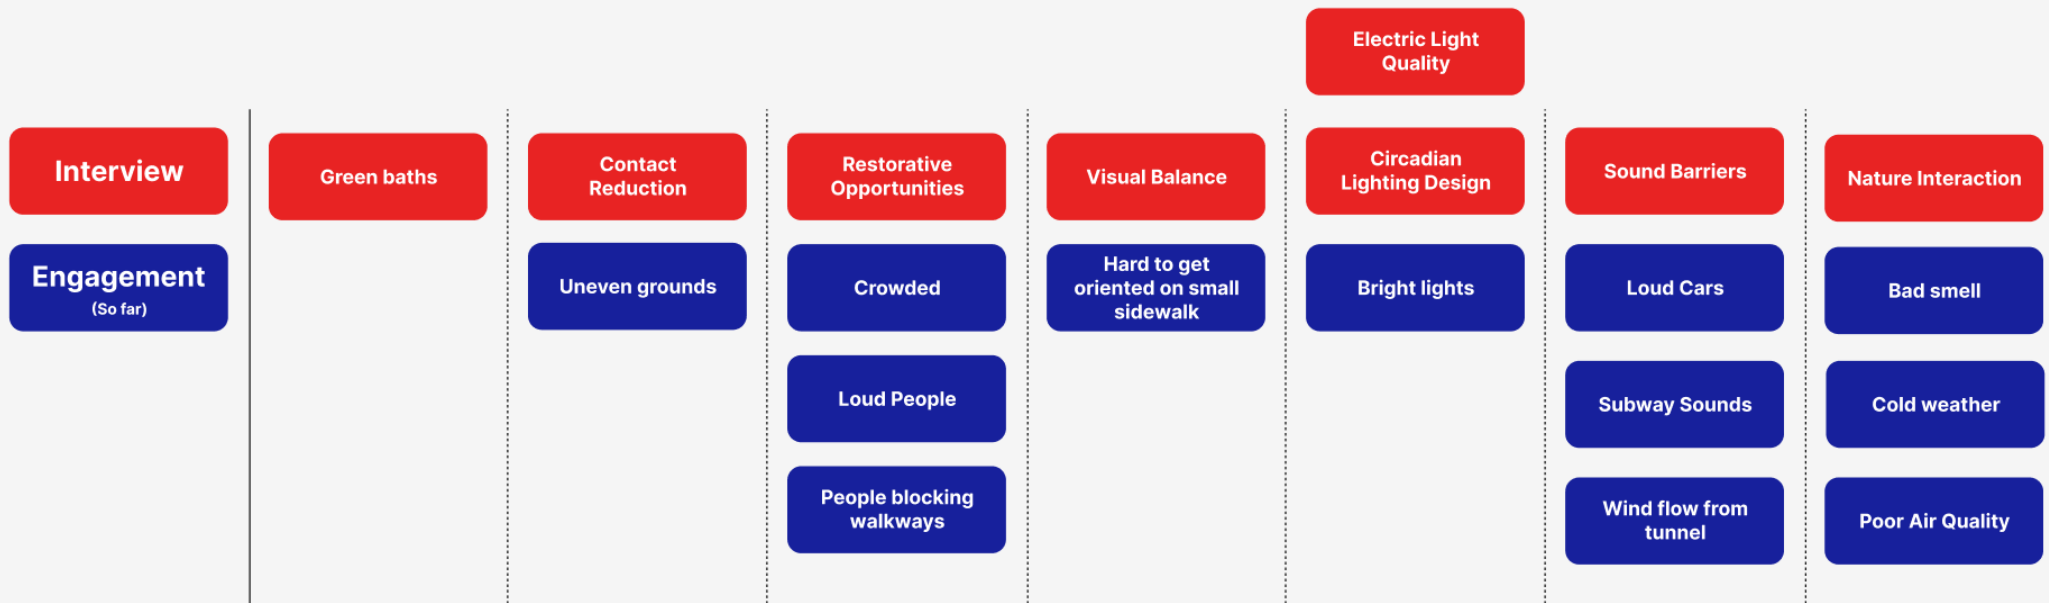 Electric Light
Quality
Interview
Green baths
Contact
Reduction
Restorative
Opportunities
Visual Balance
Circadian
Lighting Design
Sound Barriers
Nature Interaction
Engagement
(So far)
Uneven grounds
Crowded
Hard to get
oriented on small
sidewalk
Bright lights
Loud Cars
Bad smell
Loud People
Subway Sounds
Cold weather
People blocking
walkways
Wind flow from
tunnel
Poor Air Quality